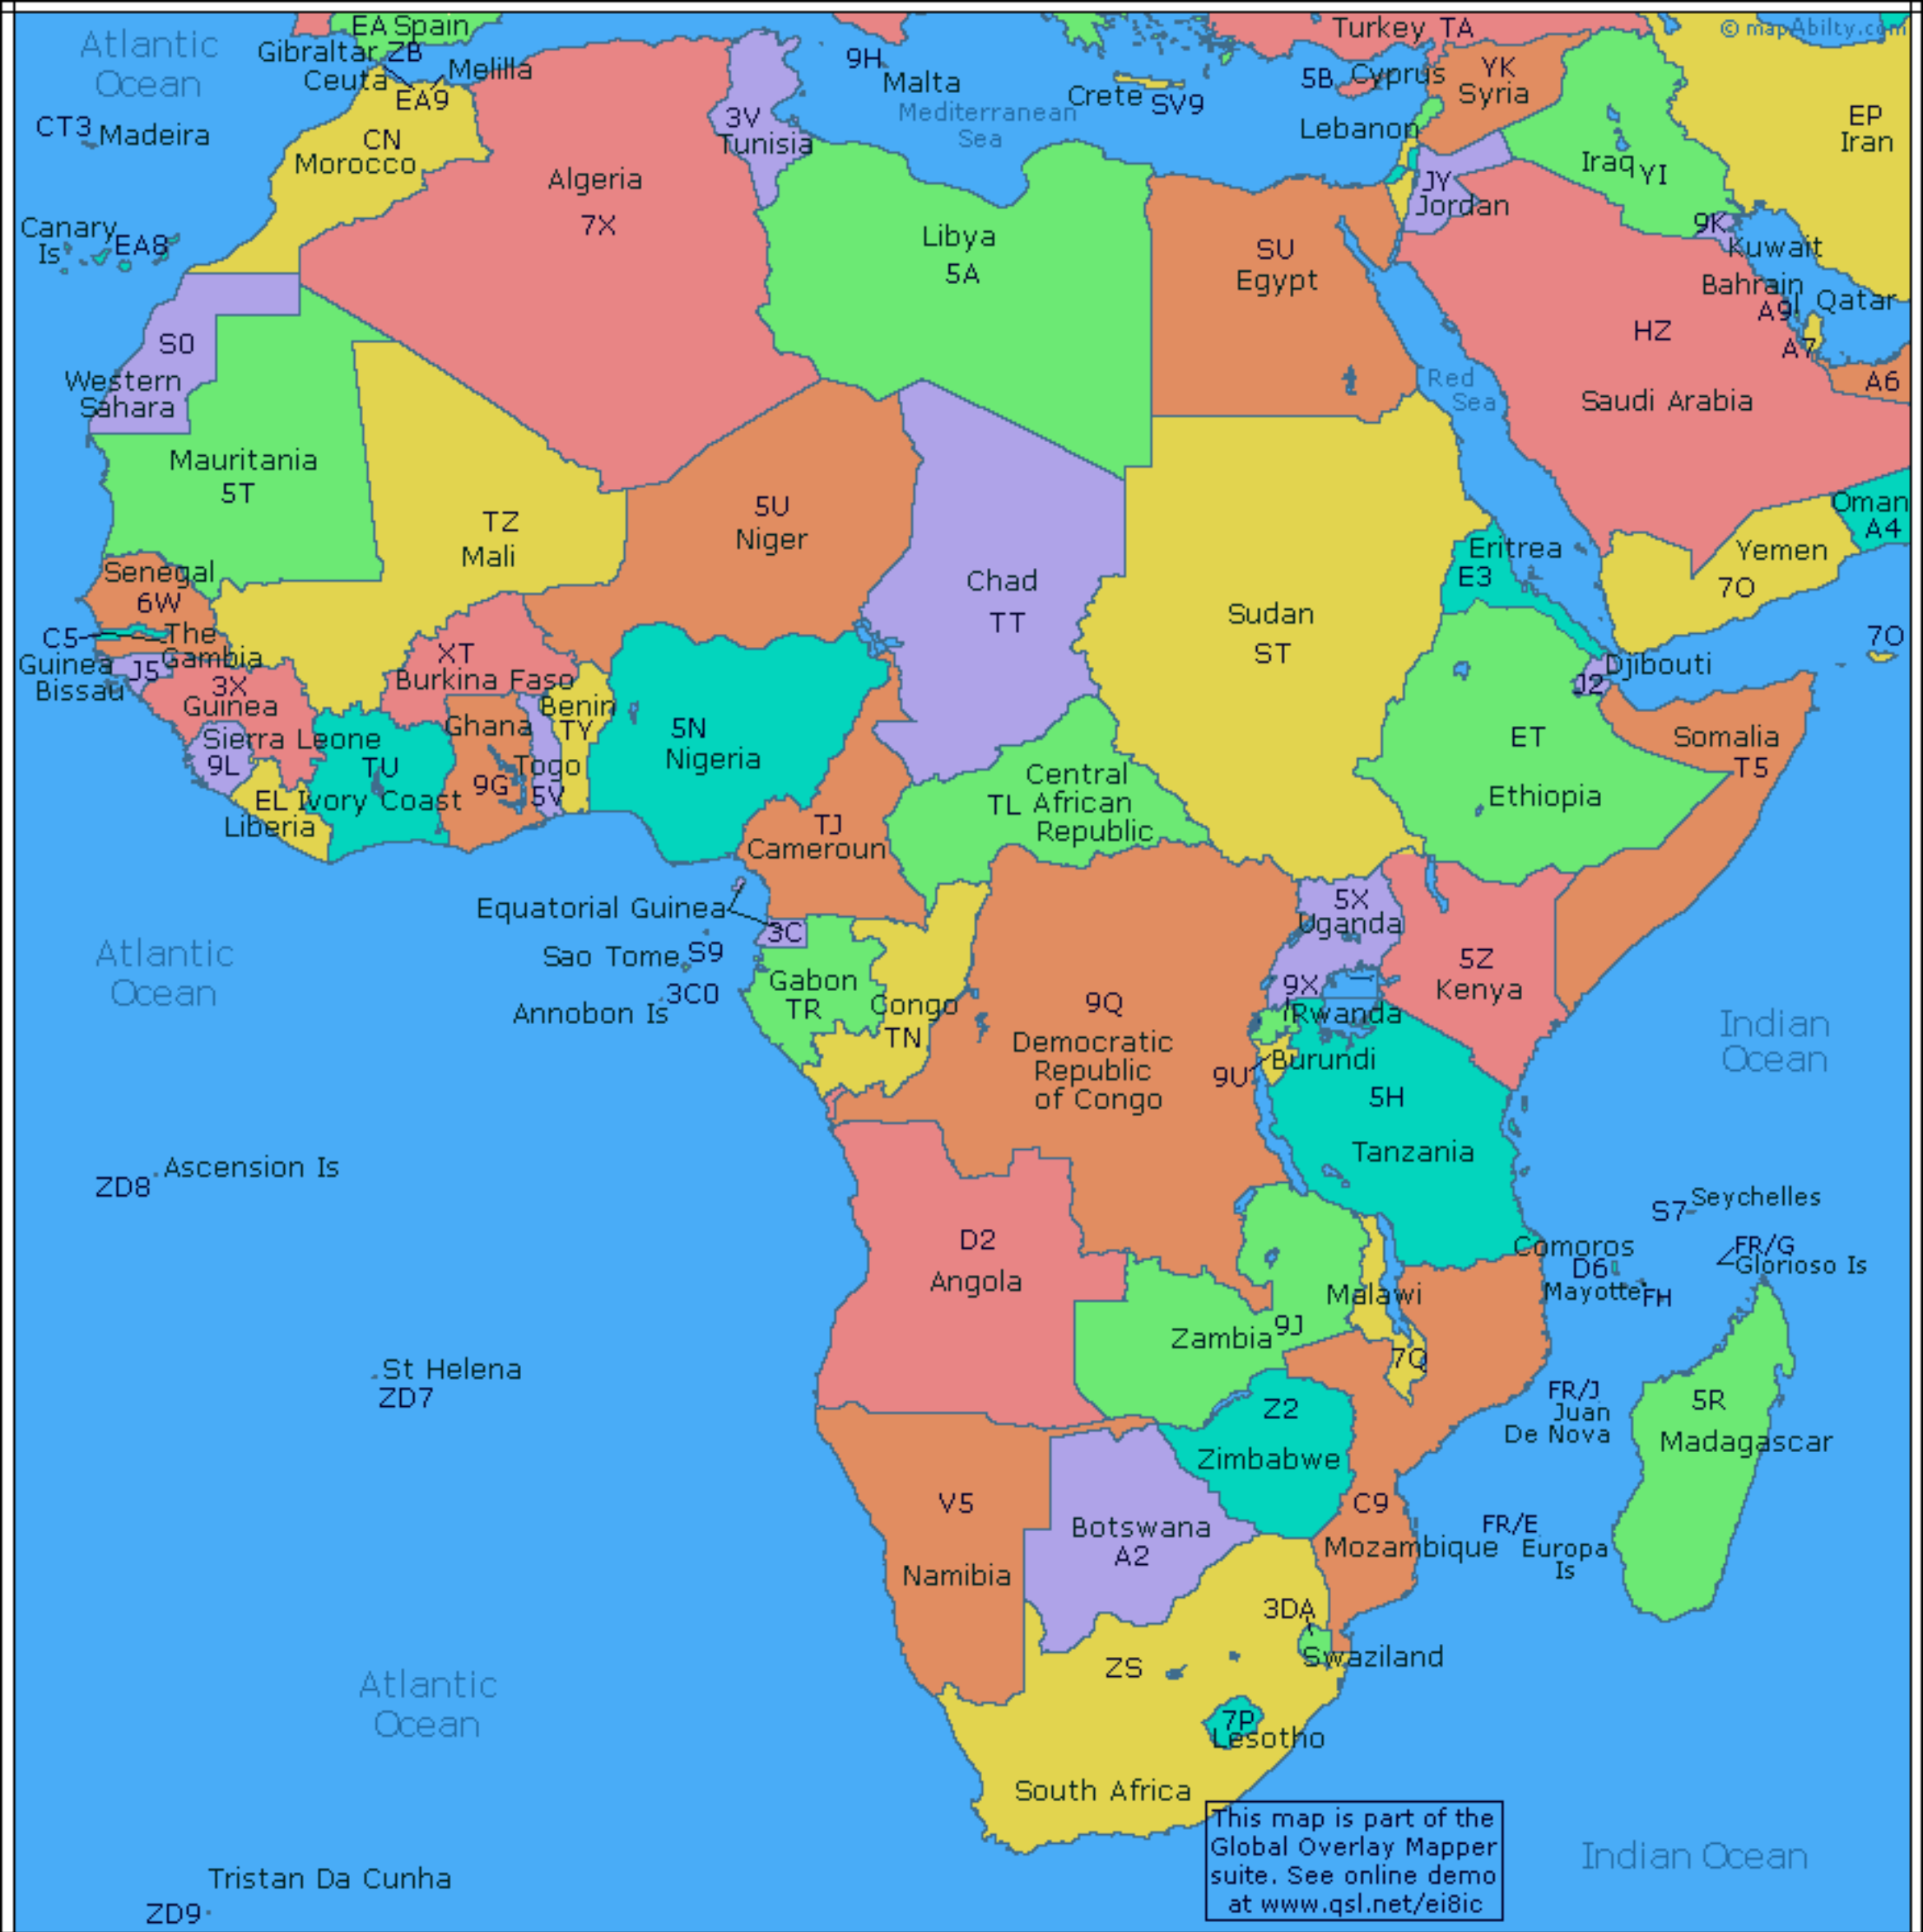 Atlantic
Ocean
EA Spain
Gibraltar ZB
Ceuta
Melilla
EA9
9H
Malta
Mediterranean
Sea
Crete SV9
Turkey TA
© mapAbilty.com
5B Cyprus
YK
Syria
Lebanon
EP
Iran
CT3 Madeira
CN
Morocco
3V
Tunisia
Algeria
7X
Libya
5A
SU
Egypt
JY
Jordan
Iraq YI
9K
Kuwait
Bahrain
A9
Qatar
A7
A6
Canary
Is
EA8
S0
Western
Sahara
HZ
Saudi Arabia
Red
Sea
Mauritania
5T
TZ
Mali
5U
Niger
Chad
TT
Sudan
ST
Eritrea
E3
Yemen
7O
Oman
A4
7O
Senegal
6W
C5
The
Gambia
Guinea
Bissau
J5
3X
Guinea
XT
Burkina Faso
Djibouti
J2
Sierra Leone
9L
EL
Liberia
TU
Ivory Coast
Ghana
9G
Togo
5V
Benin
TY
5N
Nigeria
TJ
Cameroun
Central
TL African
Republic
ET
Ethiopia
Somalia
T5
Equatorial Guinea
3C
Sao Tome S9
Annobon Is 3C0
Gabon
TR
Congo
TN
9Q
Democratic
Republic
of Congo
5X
Uganda
9X
Rwanda
9U
Burundi
5Z
Kenya
5H
Tanzania
Atlantic
Ocean
Indian
Ocean
ZD8 Ascension Is
S7 Seychelles
FR/G
Glorioso Is
Comoros
D6
Mayotte FH
D2
Angola
Zambia 9J
Malawi
7Q
St Helena
ZD7
Z2
Zimbabwe
FR/J
Juan
De Nova
5R
Madagascar
V5
Namibia
Botswana
A2
C9
Mozambique
FR/E
Europa
Is
3DA
Swaziland
ZS
7P
Lesotho
South Africa
Atlantic
Ocean
Indian Ocean
Tristan Da Cunha
ZD9
This map is part of the
Global Overlay Mapper
suite. See online demo
at www.qsl.net/ei8ic